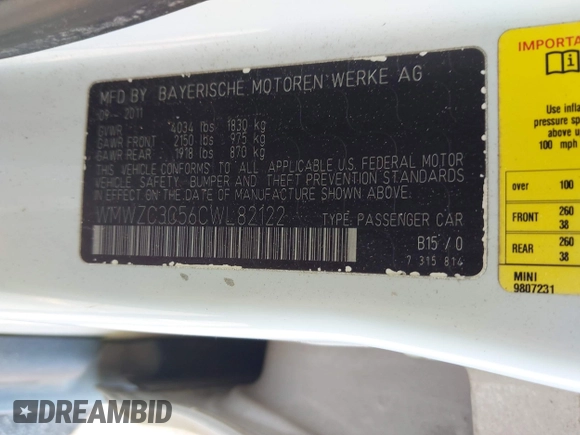 MFD BY BAYERISCHE MOTOREN WERKE AG
09 - 2011
GVWR 4034 lbs 1830 kg
GAWR FRONT 2150 lbs 975 kg
GAWR REAR 1918 lbs 870 kg
THIS VEHICLE CONFORMS TO ALL APPLICABLE U.S. FEDERAL MOTOR
VEHICLE SAFETY, BUMPER, AND THEFT PREVENTION STANDARDS
IN EFFECT ON THE DATE OF MANUFACTURE SHOWN ABOVE.
WMWZC3C56CWL82122 TYPE: PASSENGER CAR
B15 / 0
7 315 814
IMPORTA
Use infla
pressure sp
above u
100 mph
over 100
FRONT 260
38
REAR 260
38
MINI
9807231
DREAMBID